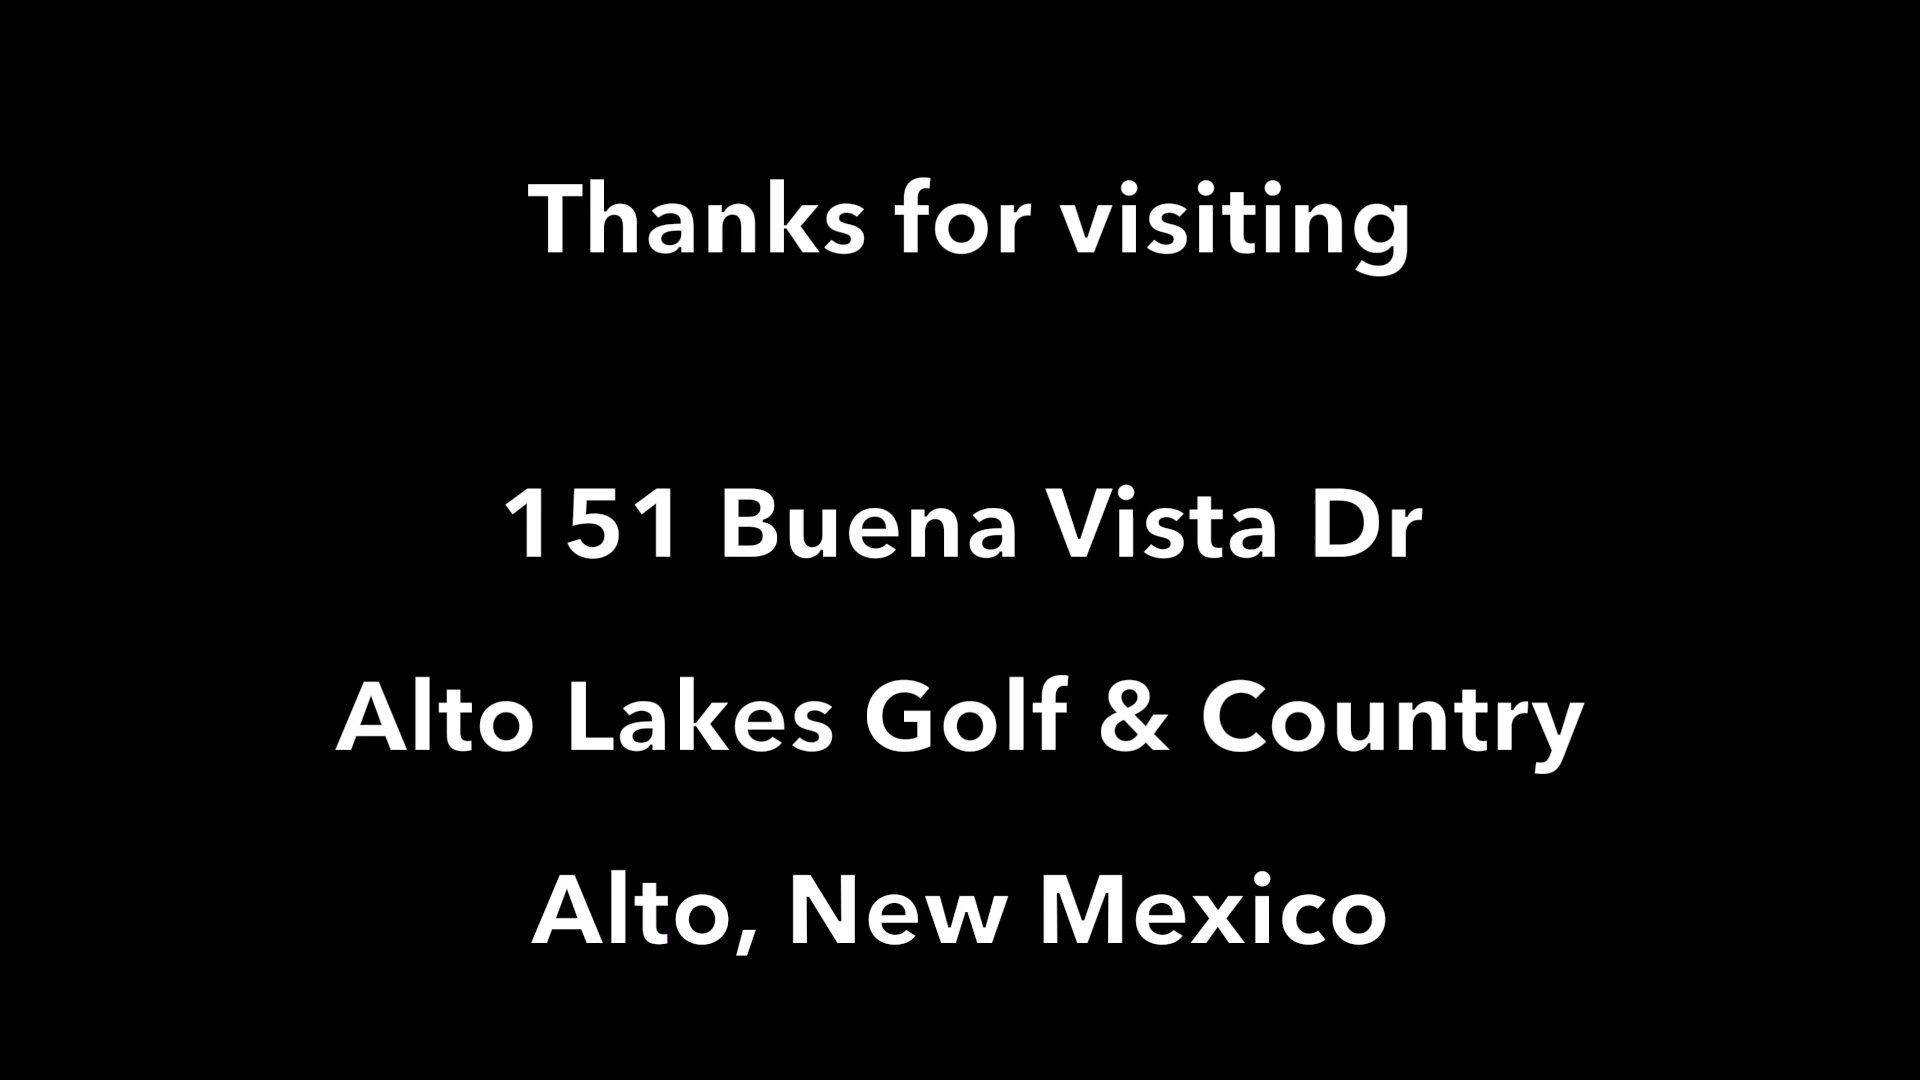 Thanks for visiting
151 Buena Vista Dr
Alto Lakes Golf & Country
Alto, New Mexico